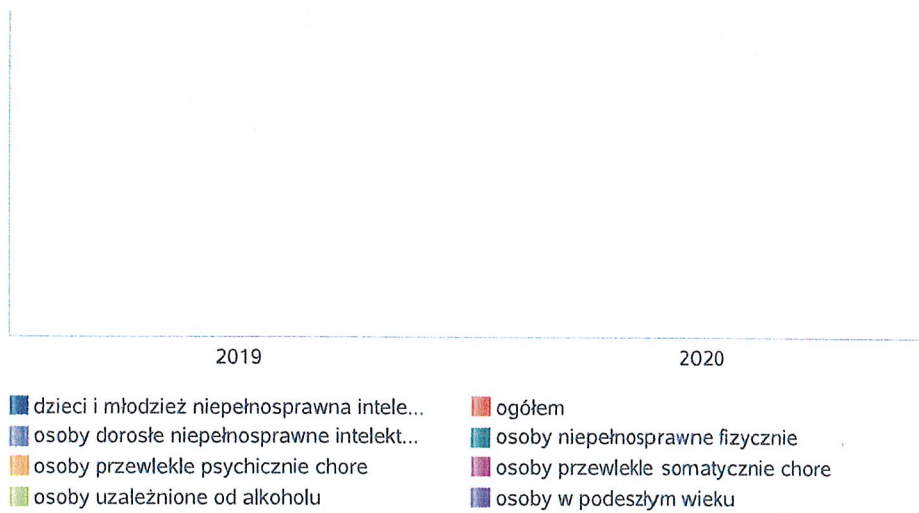 2019 2020
dzieci i młodzież niepełnosprawna intele... ogółem
osoby dorosłe niepełnosprawne intelekt... osoby niepełnosprawne fizycznie
osoby przewlekle psychicznie chore osoby przewlekle somatycznie chore
osoby uzależnione od alkoholu osoby w podeszłym wieku